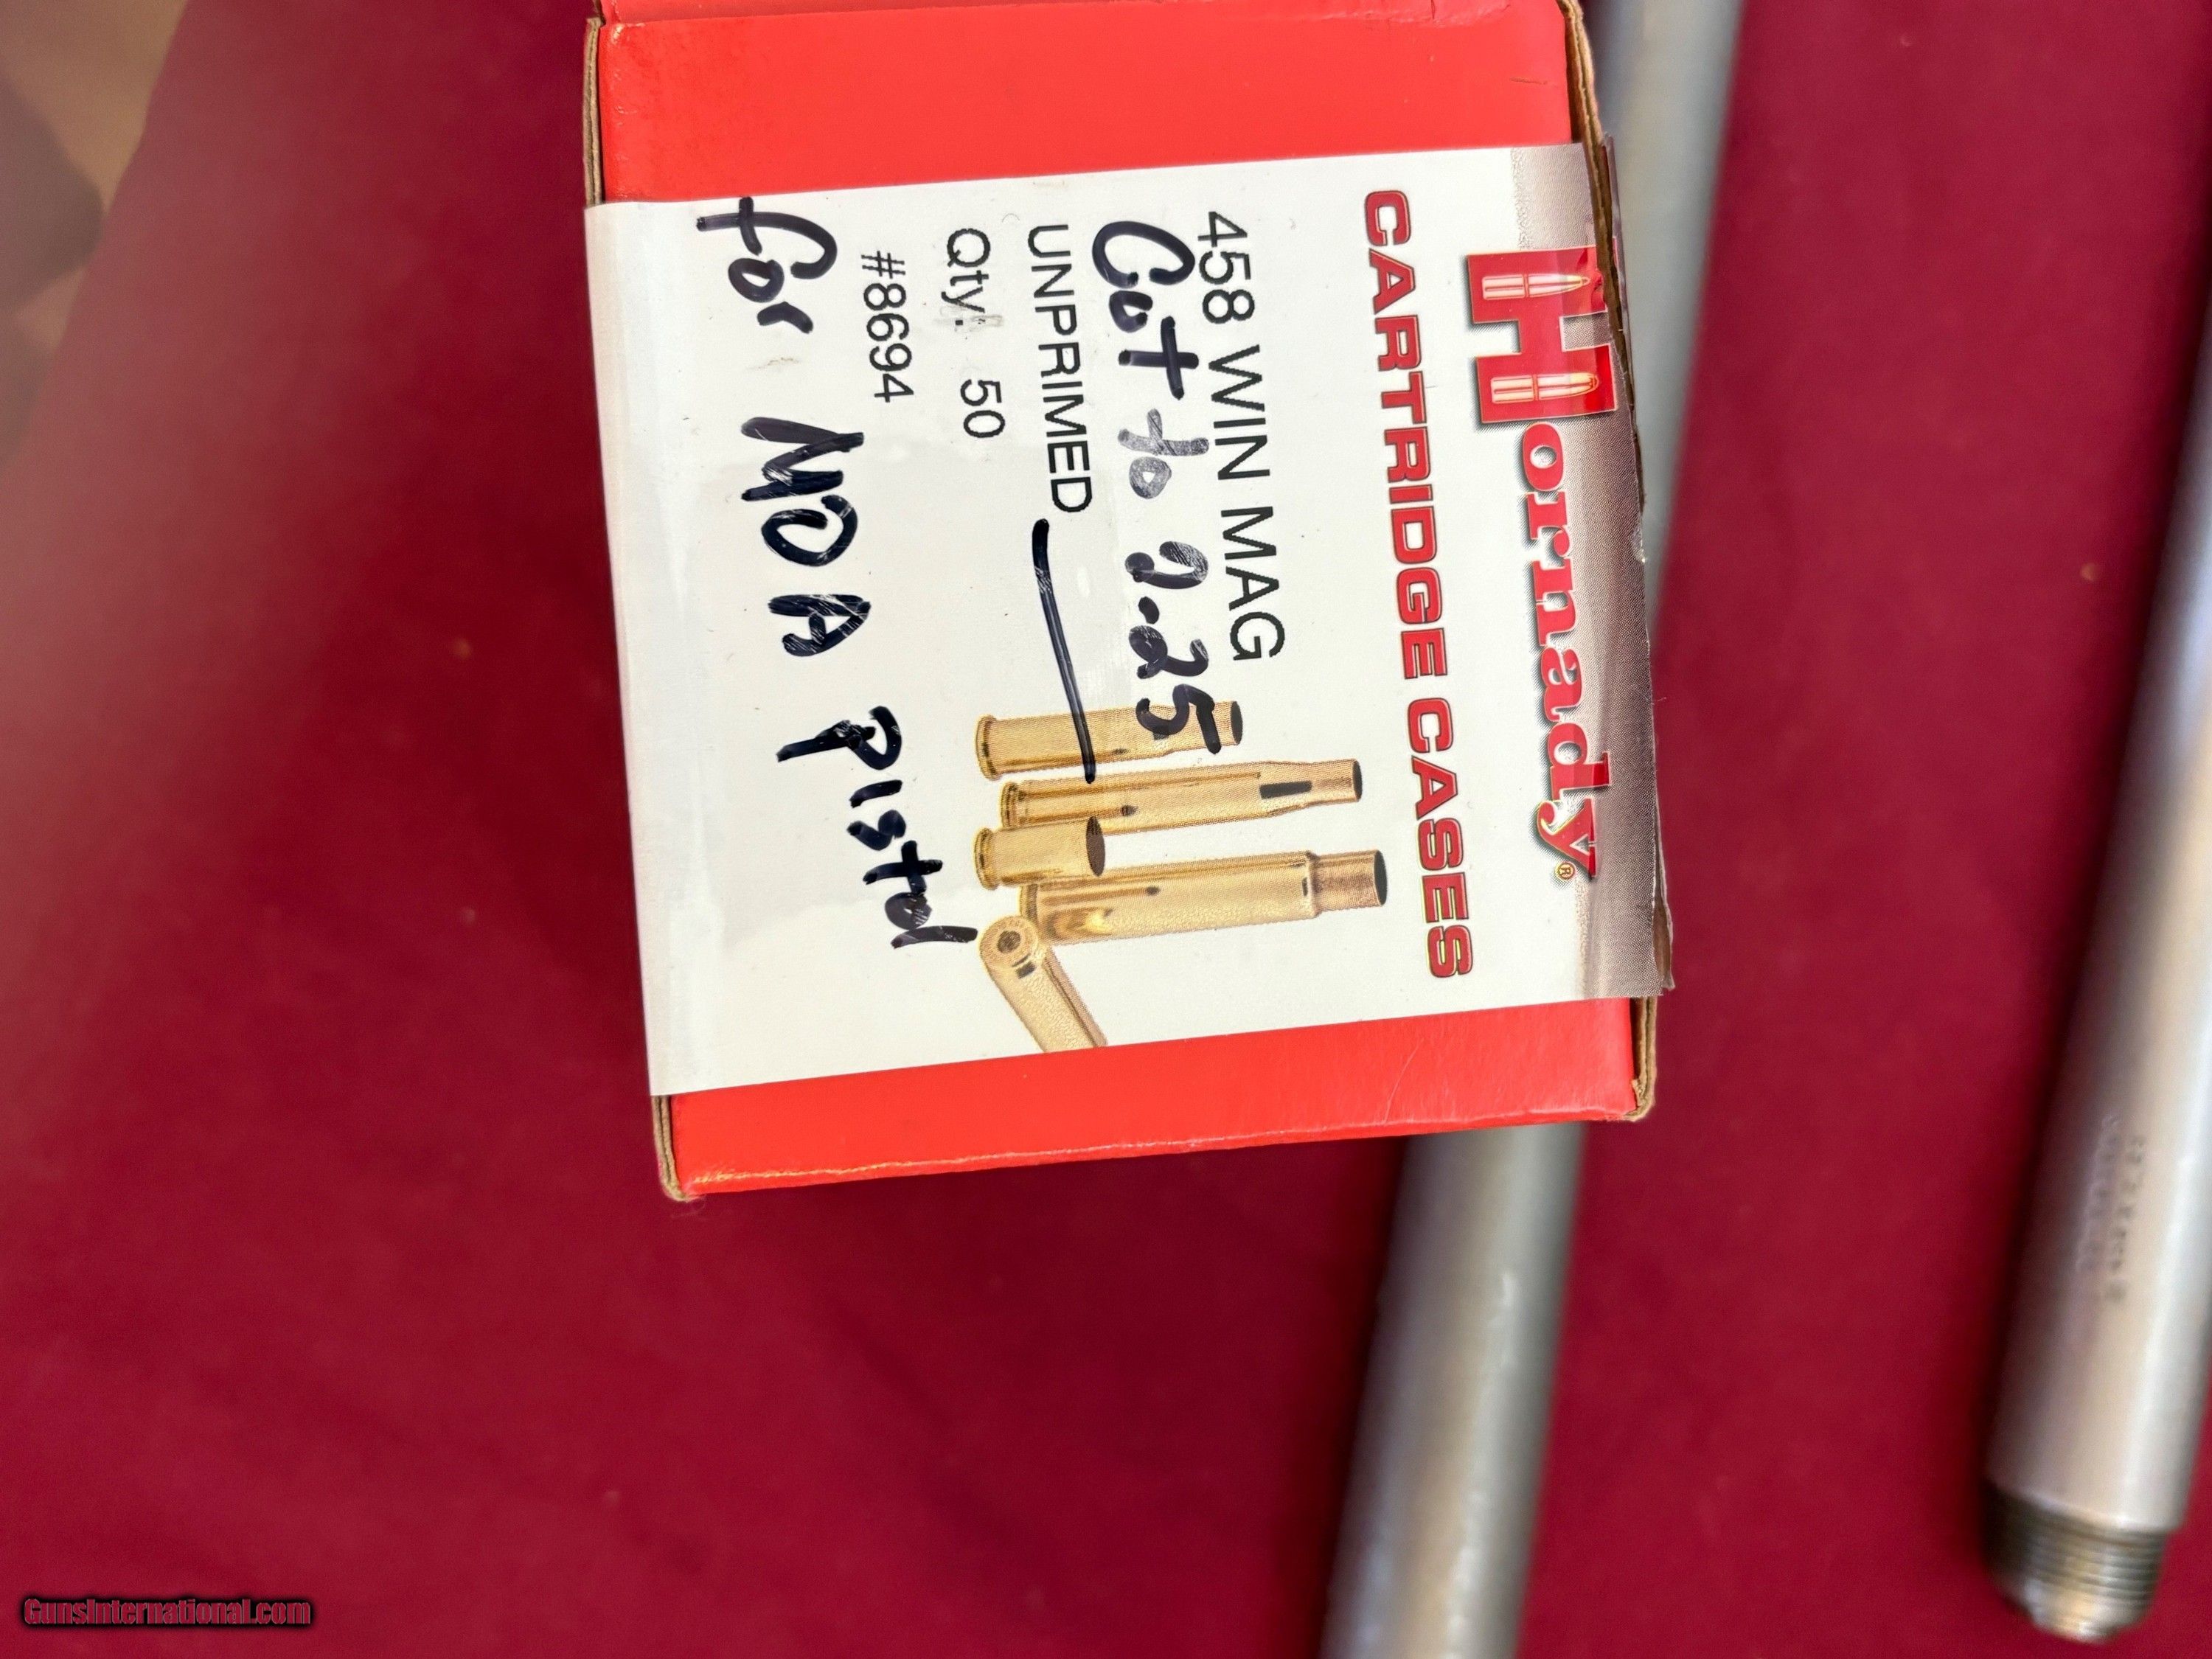 Hornady®
CARTRIDGE CASES
458 WIN MAG
Cut to 2.25
UNPRIMED
Qty. 50
#8694
for MOA Pistol
GunsInternational.com